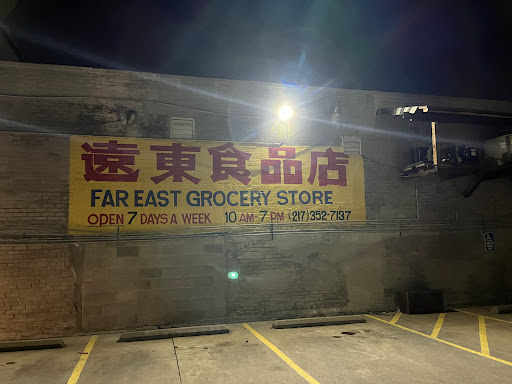 遠東食品店
FAR EAST GROCERY STORE
OPEN 7 DAYS A WEEK 10 AM-7 PM (217) 352-7137